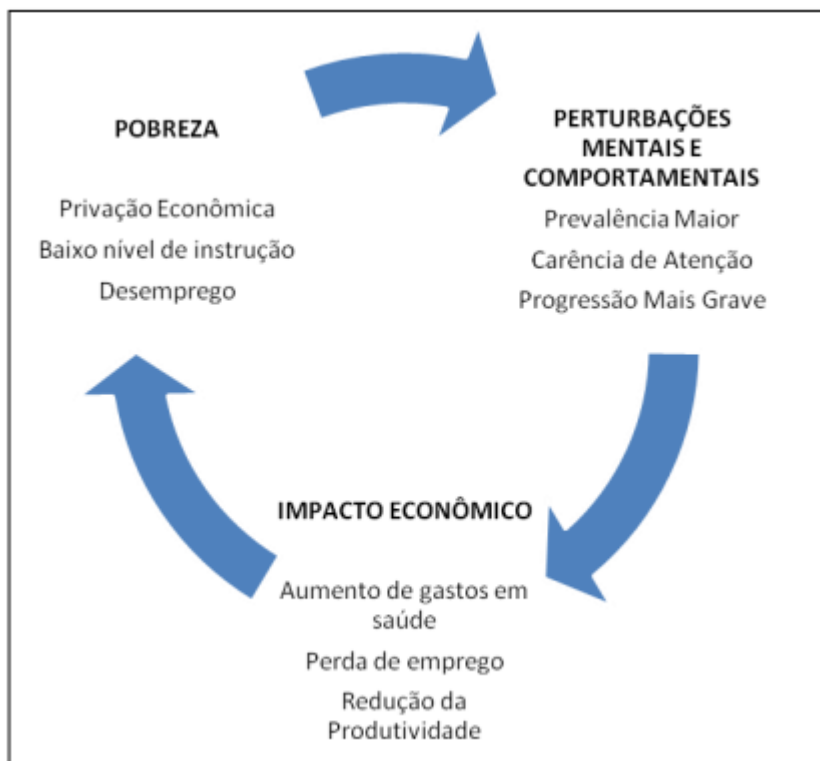 POBREZA
Privação Econômica
Baixo nível de instrução
Desemprego
PERTURBAÇÕES
MENTAIS E
COMPORTAMENTAIS
Prevalência Maior
Carência de Atenção
Progressão Mais Grave
IMPACTO ECONÔMICO
Aumento de gastos em
saúde
Perda de emprego
Redução da
Produtividade